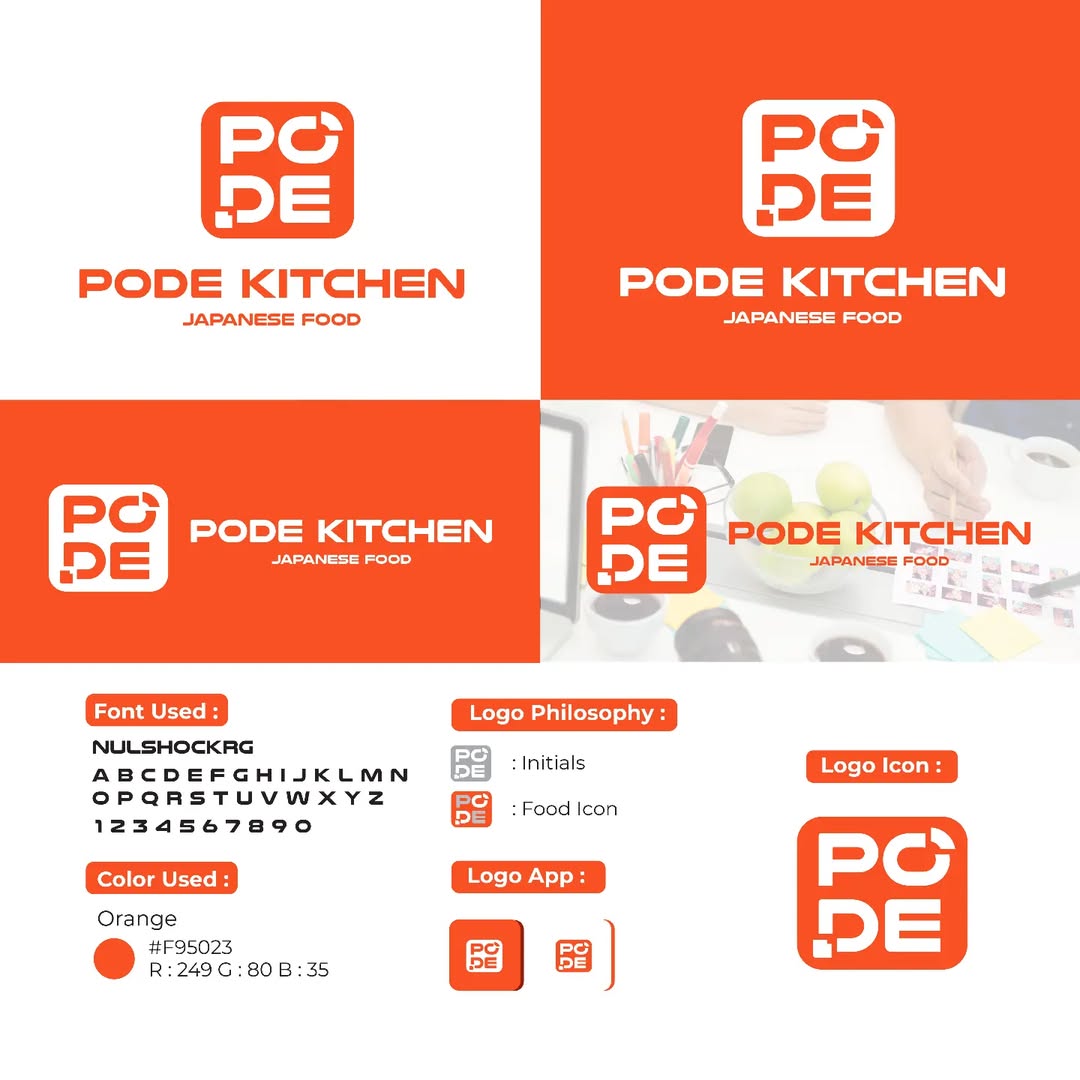 PO
DE
PODE KITCHEN
JAPANESE FOOD
PO
DE
PODE KITCHEN
JAPANESE FOOD
PO
DE
PODE KITCHEN
JAPANESE FOOD
PO
DE
PODE KITCHEN
JAPANESE FOOD
Font Used :
NULSHOCKRG
A B C D E F G H I J K L M N
O P Q R S T U V W X Y Z
1 2 3 4 5 6 7 8 9 0
Color Used :
Orange
#F95023
R : 249 G : 80 B : 35
Logo Philosophy :
PO
DE
: Initials
PO
DE
: Food Icon
Logo App :
PO
DE
PO
DE
Logo Icon :
PO
DE